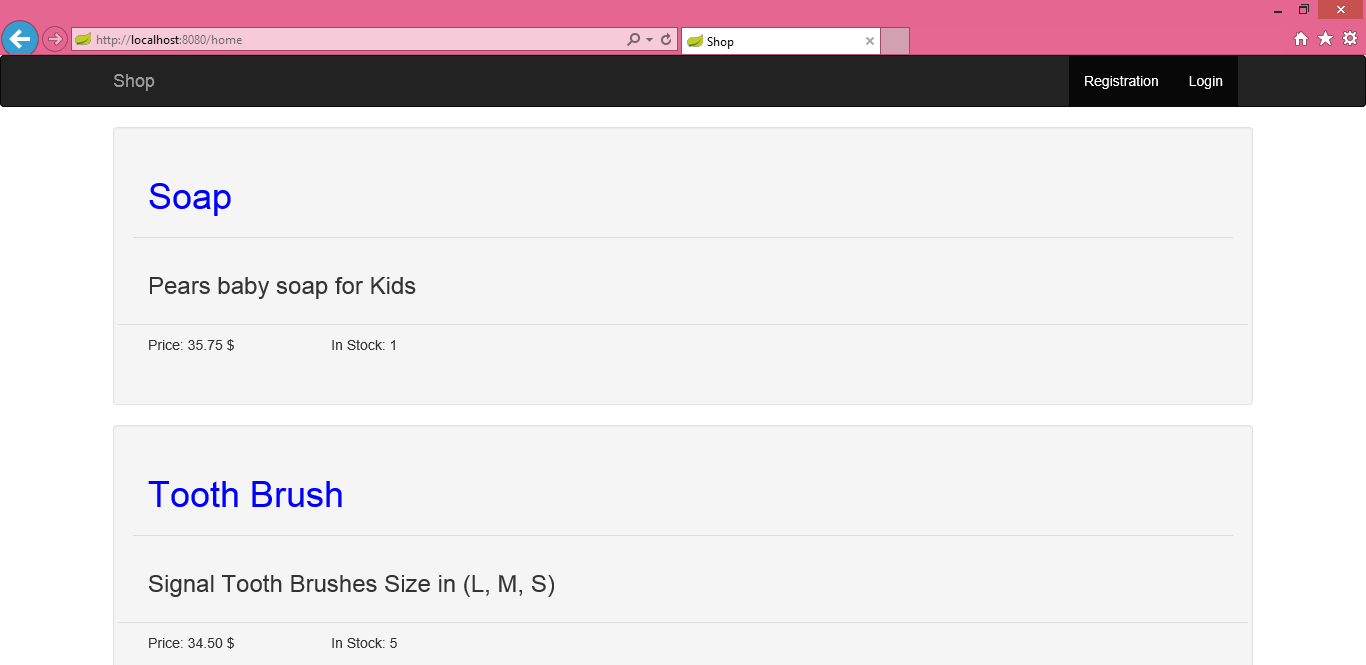 http://localhost:8080/home
Shop
Shop
Registration
Login
Soap
Pears baby soap for Kids
Price: 35.75 $
In Stock: 1
Tooth Brush
Signal Tooth Brushes Size in (L, M, S)
Price: 34.50 $
In Stock: 5